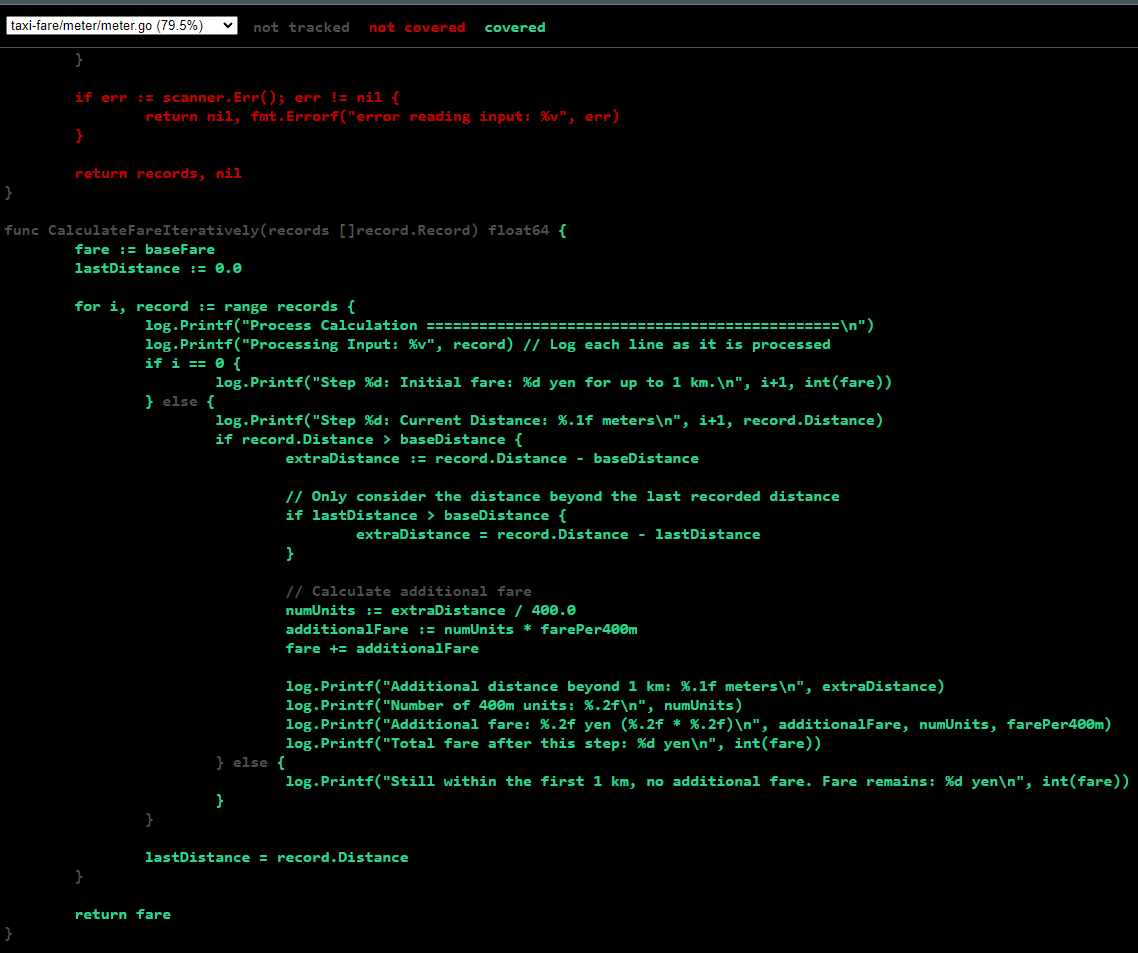 taxi-fare/meter/meter.go (79.5%) not tracked not covered covered
        }

        if err := scanner.Err(); err != nil {
                return nil, fmt.Errorf("error reading input: %v", err)
        }

        return records, nil
}

func CalculateFareIteratively(records []record.Record) float64 {
        fare := baseFare
        lastDistance := 0.0

        for i, record := range records {
                log.Printf("Process Calculation ===============================================\n")
                log.Printf("Processing Input: %v", record) // Log each line as it is processed
                if i == 0 {
                        log.Printf("Step %d: Initial fare: %d yen for up to 1 km.\n", i+1, int(fare))
                } else {
                        log.Printf("Step %d: Current Distance: %.1f meters\n", i+1, record.Distance)
                        if record.Distance > baseDistance {
                                extraDistance := record.Distance - baseDistance

                                // Only consider the distance beyond the last recorded distance
                                if lastDistance > baseDistance {
                                        extraDistance = record.Distance - lastDistance
                                }

                                // Calculate additional fare
                                numUnits := extraDistance / 400.0
                                additionalFare := numUnits * farePer400m
                                fare += additionalFare

                                log.Printf("Additional distance beyond 1 km: %.1f meters\n", extraDistance)
                                log.Printf("Number of 400m units: %.2f\n", numUnits)
                                log.Printf("Additional fare: %.2f yen (%.2f * %.2f)\n", additionalFare, numUnits, farePer400m)
                                log.Printf("Total fare after this step: %d yen\n", int(fare))
                        } else {
                                log.Printf("Still within the first 1 km, no additional fare. Fare remains: %d yen\n", int(fare))
                        }
                }

                lastDistance = record.Distance
        }

        return fare
}